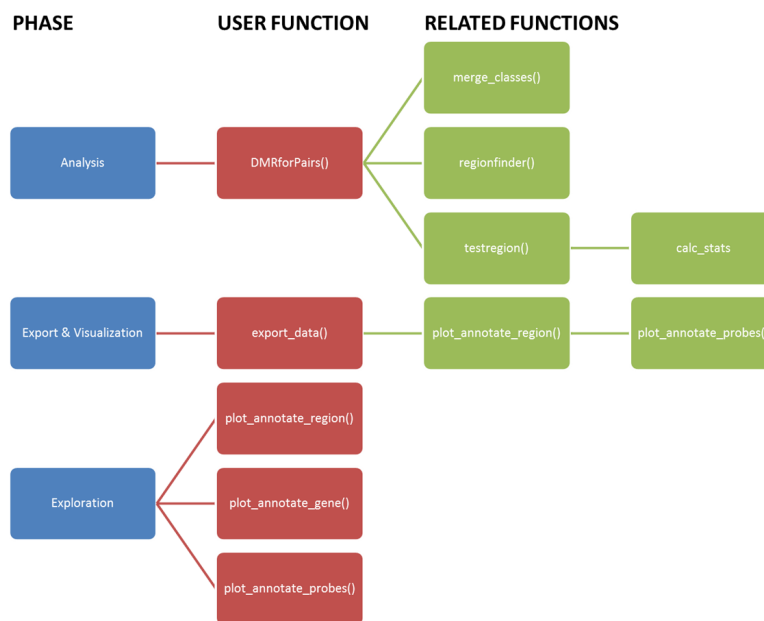 PHASE
USER FUNCTION
RELATED FUNCTIONS
merge_classes()
Analysis
DMRforPairs()
regionfinder()
testregion()
calc_stats
Export & Visualization
export_data()
plot_annotate_region()
plot_annotate_probes()
plot_annotate_region()
Exploration
plot_annotate_gene()
plot_annotate_probes()